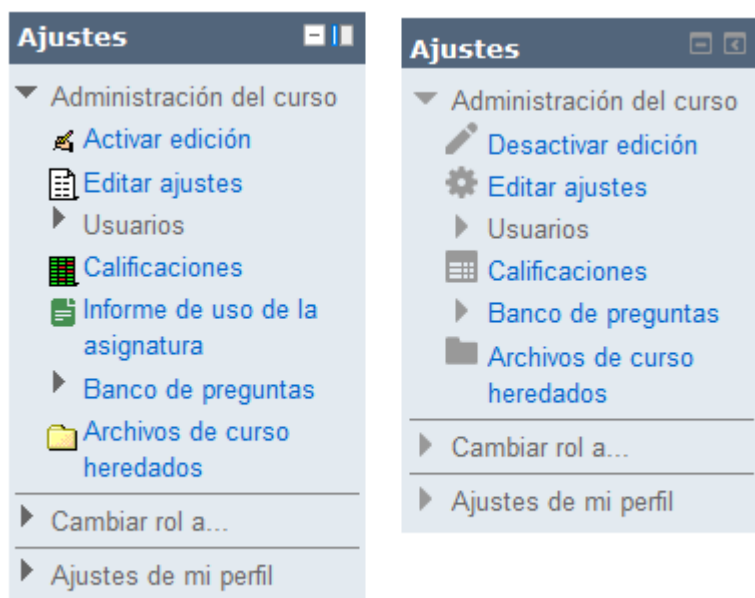 Ajustes
Administración del curso
Activar edición
Editar ajustes
Usuarios
Calificaciones
Informe de uso de la
asignatura
Banco de preguntas
Archivos de curso
heredados
Cambiar rol a...
Ajustes de mi perfil
Ajustes
Administración del curso
Desactivar edición
Editar ajustes
Usuarios
Calificaciones
Banco de preguntas
Archivos de curso
heredados
Cambiar rol a...
Ajustes de mi perfil